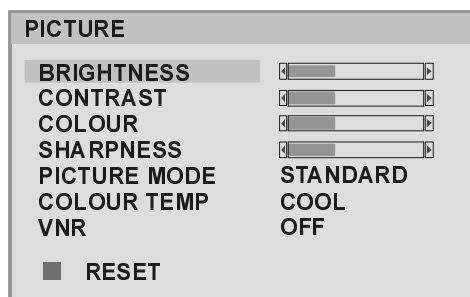 PICTURE
BRIGHTNESS
CONTRAST
COLOUR
SHARPNESS
PICTURE MODE STANDARD
COLOUR TEMP COOL
VNR OFF
RESET